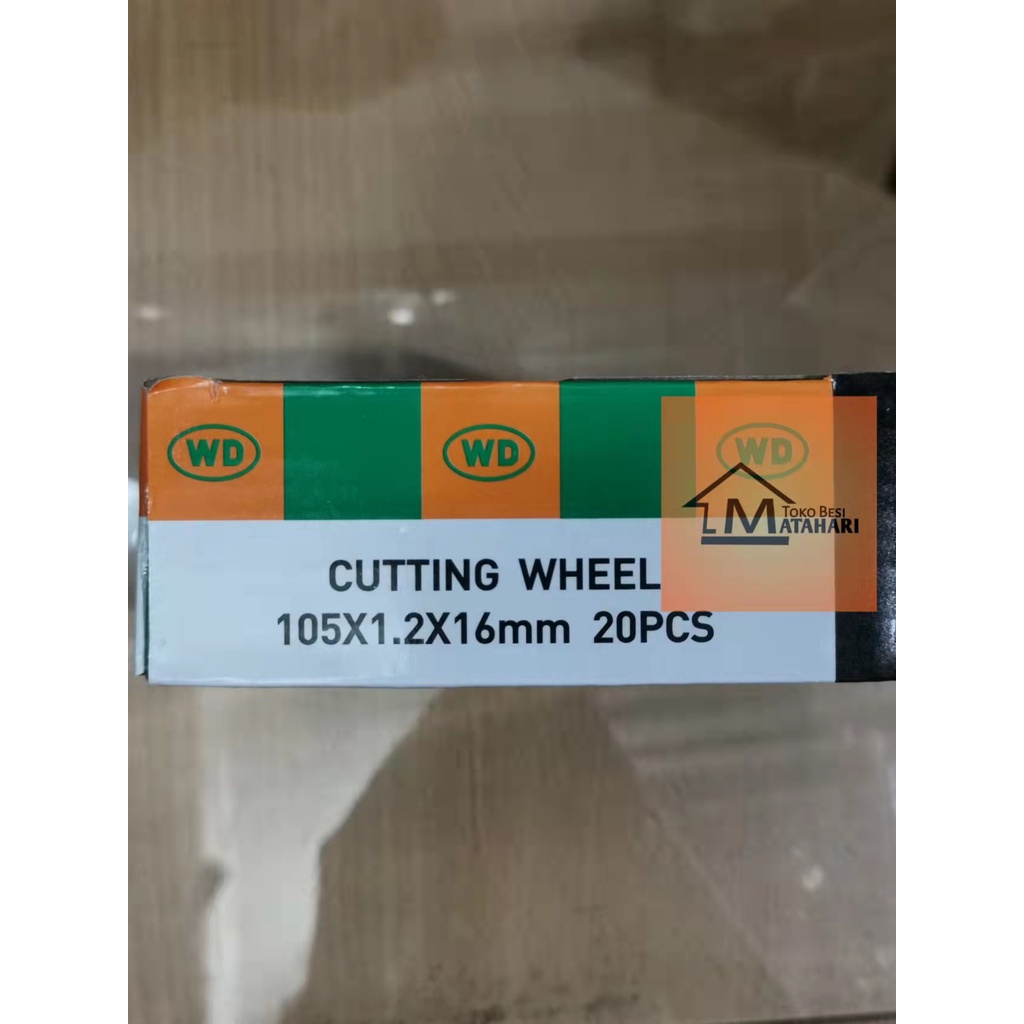 WD WD WD
TOKO BESI
MATAHARI
CUTTING WHEEL
105X1.2X16mm 20PCS